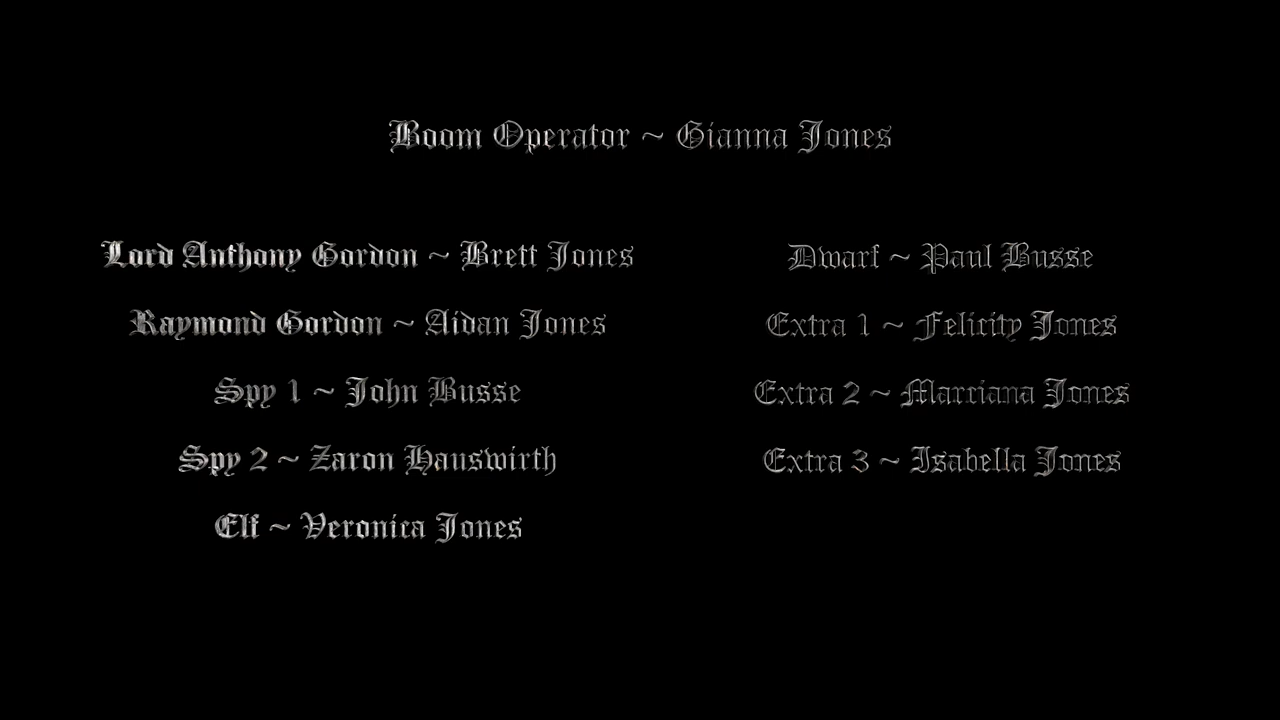 Boom Operator ~ Gianna Jones
Lord Anthony Gordon ~ Brett Jones
Raymond Gordon ~ Aidan Jones
Spy 1 ~ John Busse
Spy 2 ~ Zaron Hauswirth
Elf ~ Veronica Jones
Dwarf ~ Paul Busse
Extra 1 ~ Felicity Jones
Extra 2 ~ Marriana Jones
Extra 3 ~ Isabella Jones